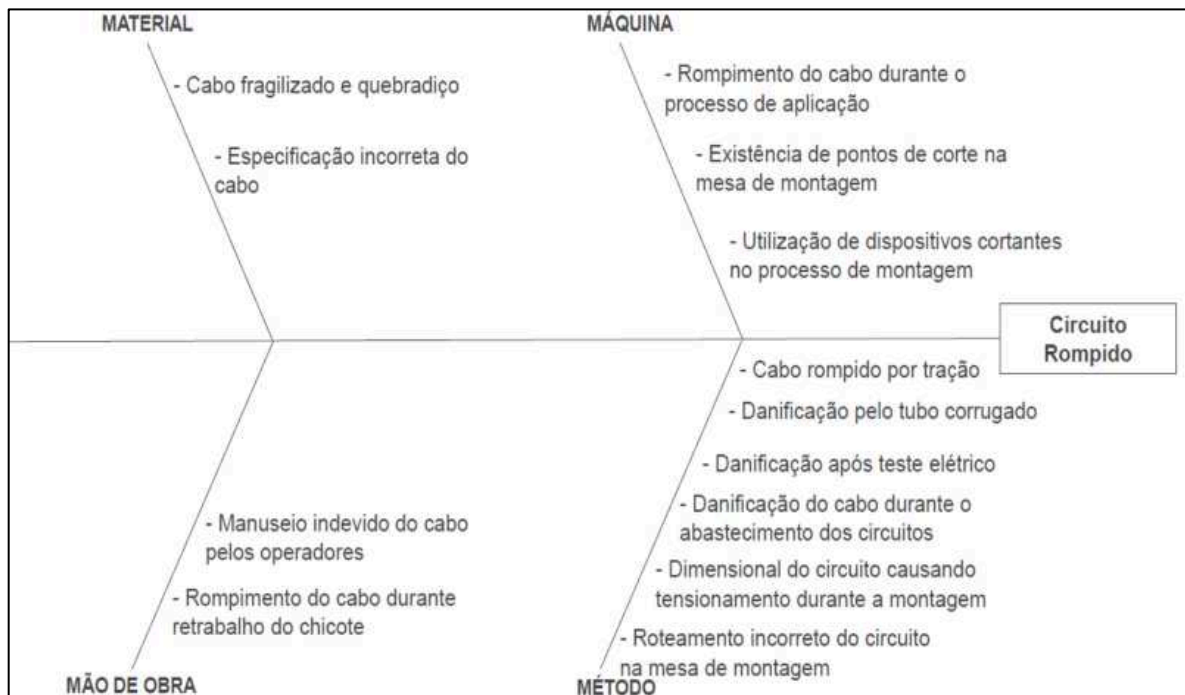 MATERIAL
- Cabo fragilizado e quebradiço
- Especificação incorreta do
cabo
MÁQUINA
- Rompimento do cabo durante o
processo de aplicação
- Existência de pontos de corte na
mesa de montagem
- Utilização de dispositivos cortantes
no processo de montagem
Circuito
Rompido
- Manuseio indevido do cabo
pelos operadores
- Rompimento do cabo durante
retrabalho do chicote
MÃO DE OBRA
- Cabo rompido por tração
- Danificação pelo tubo corrugado
- Danificação após teste elétrico
- Danificação do cabo durante o
abastecimento dos circuitos
- Dimensional do circuito causando
tensionamento durante a montagem
- Roteamento incorreto do circuito
na mesa de montagem
MÉTODO